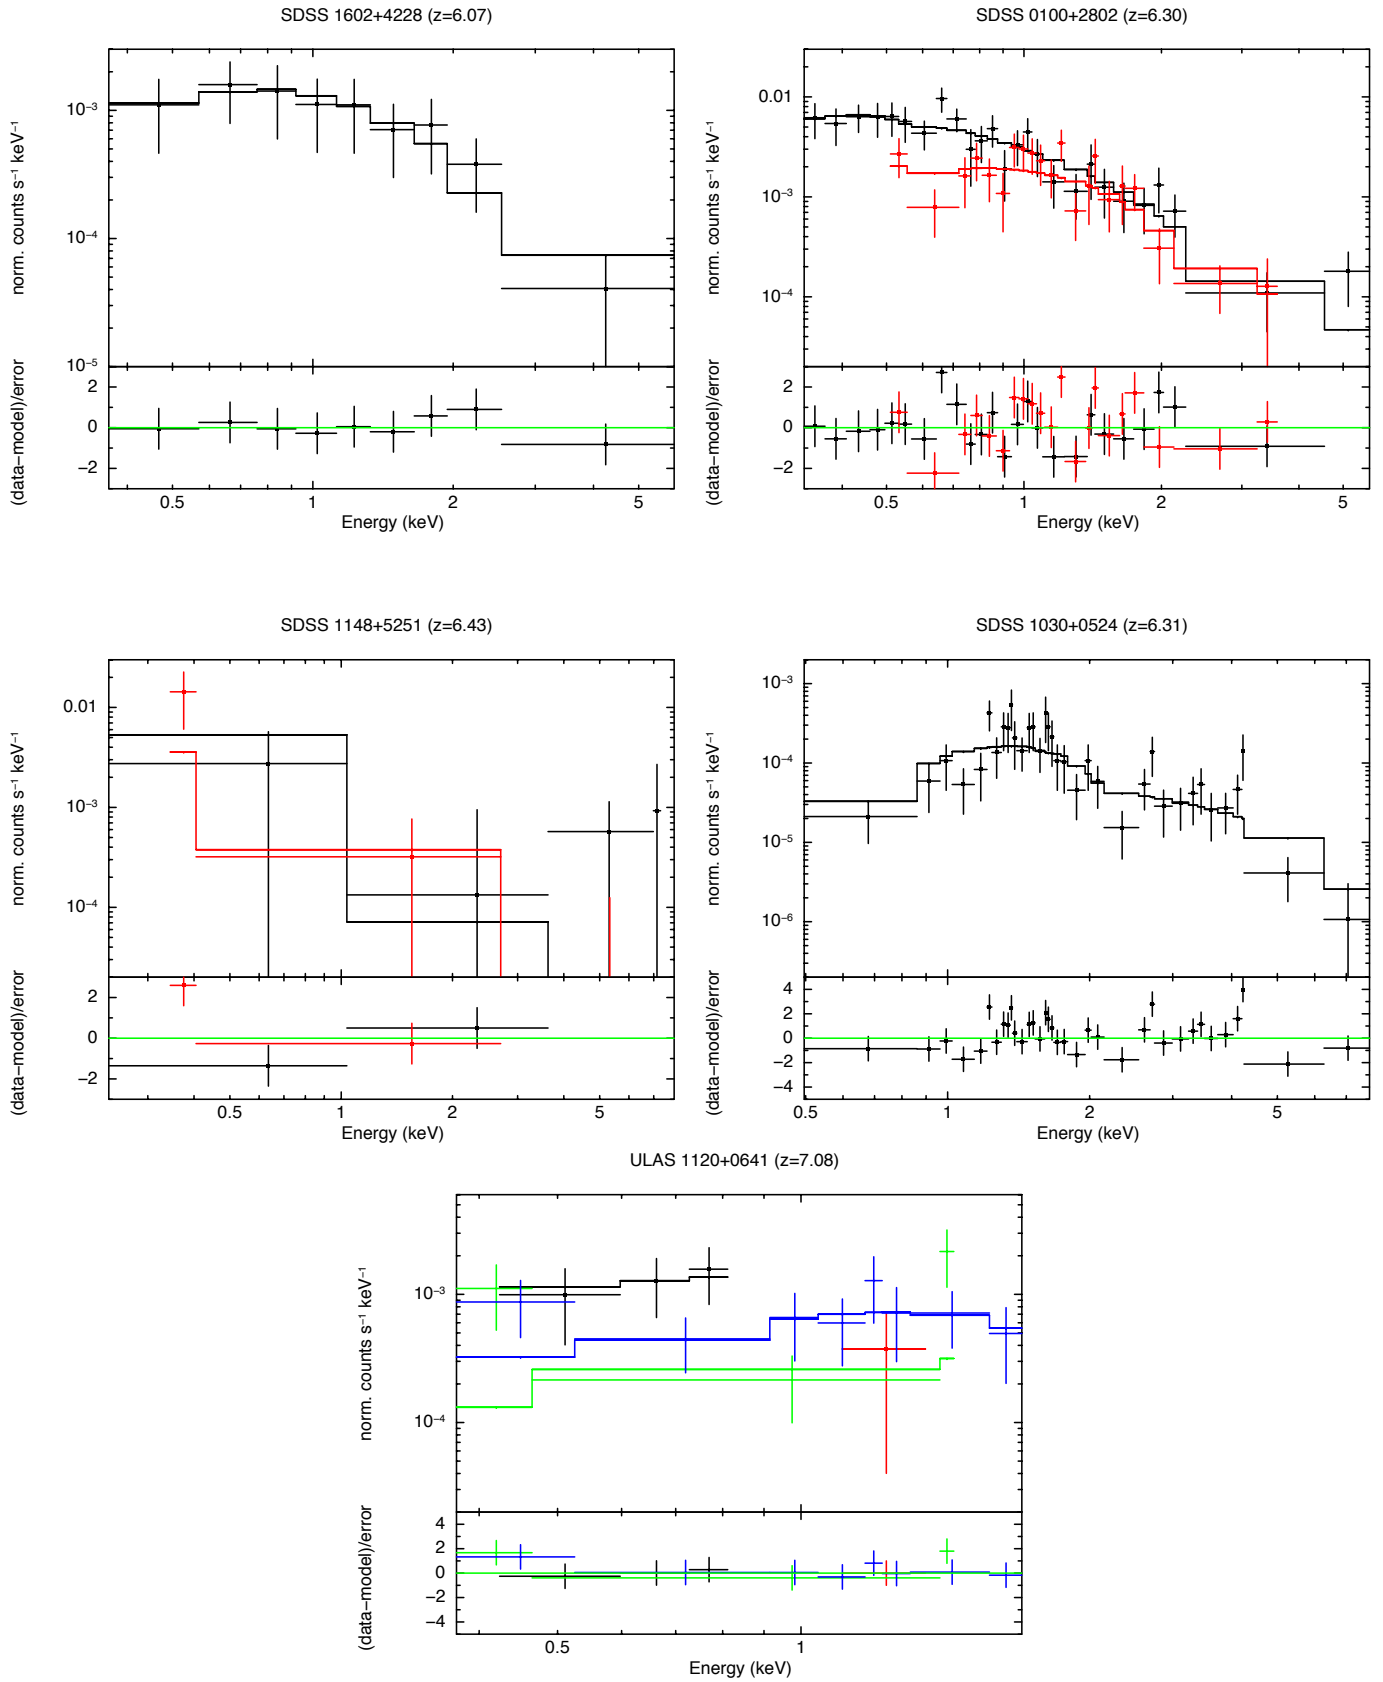 SDSS 1602+4228 (z=6.07)
norm. counts s⁻¹ keV⁻¹
10⁻³
10⁻⁴
10⁻⁵
(data−model)/error
2
0
−2
0.5 1 2 5
Energy (keV)
SDSS 0100+2802 (z=6.30)
norm. counts s⁻¹ keV⁻¹
0.01
10⁻³
10⁻⁴
(data−model)/error
2
0
−2
0.5 1 2 5
Energy (keV)
SDSS 1148+5251 (z=6.43)
norm. counts s⁻¹ keV⁻¹
0.01
10⁻³
10⁻⁴
(data−model)/error
2
0
−2
0.5 1 2 5
Energy (keV)
SDSS 1030+0524 (z=6.31)
norm. counts s⁻¹ keV⁻¹
10⁻³
10⁻⁴
10⁻⁵
10⁻⁶
(data−model)/error
4
2
0
−2
−4
0.5 1 2 5
Energy (keV)
ULAS 1120+0641 (z=7.08)
norm. counts s⁻¹ keV⁻¹
10⁻³
10⁻⁴
(data−model)/error
4
2
0
−2
−4
0.5 1
Energy (keV)